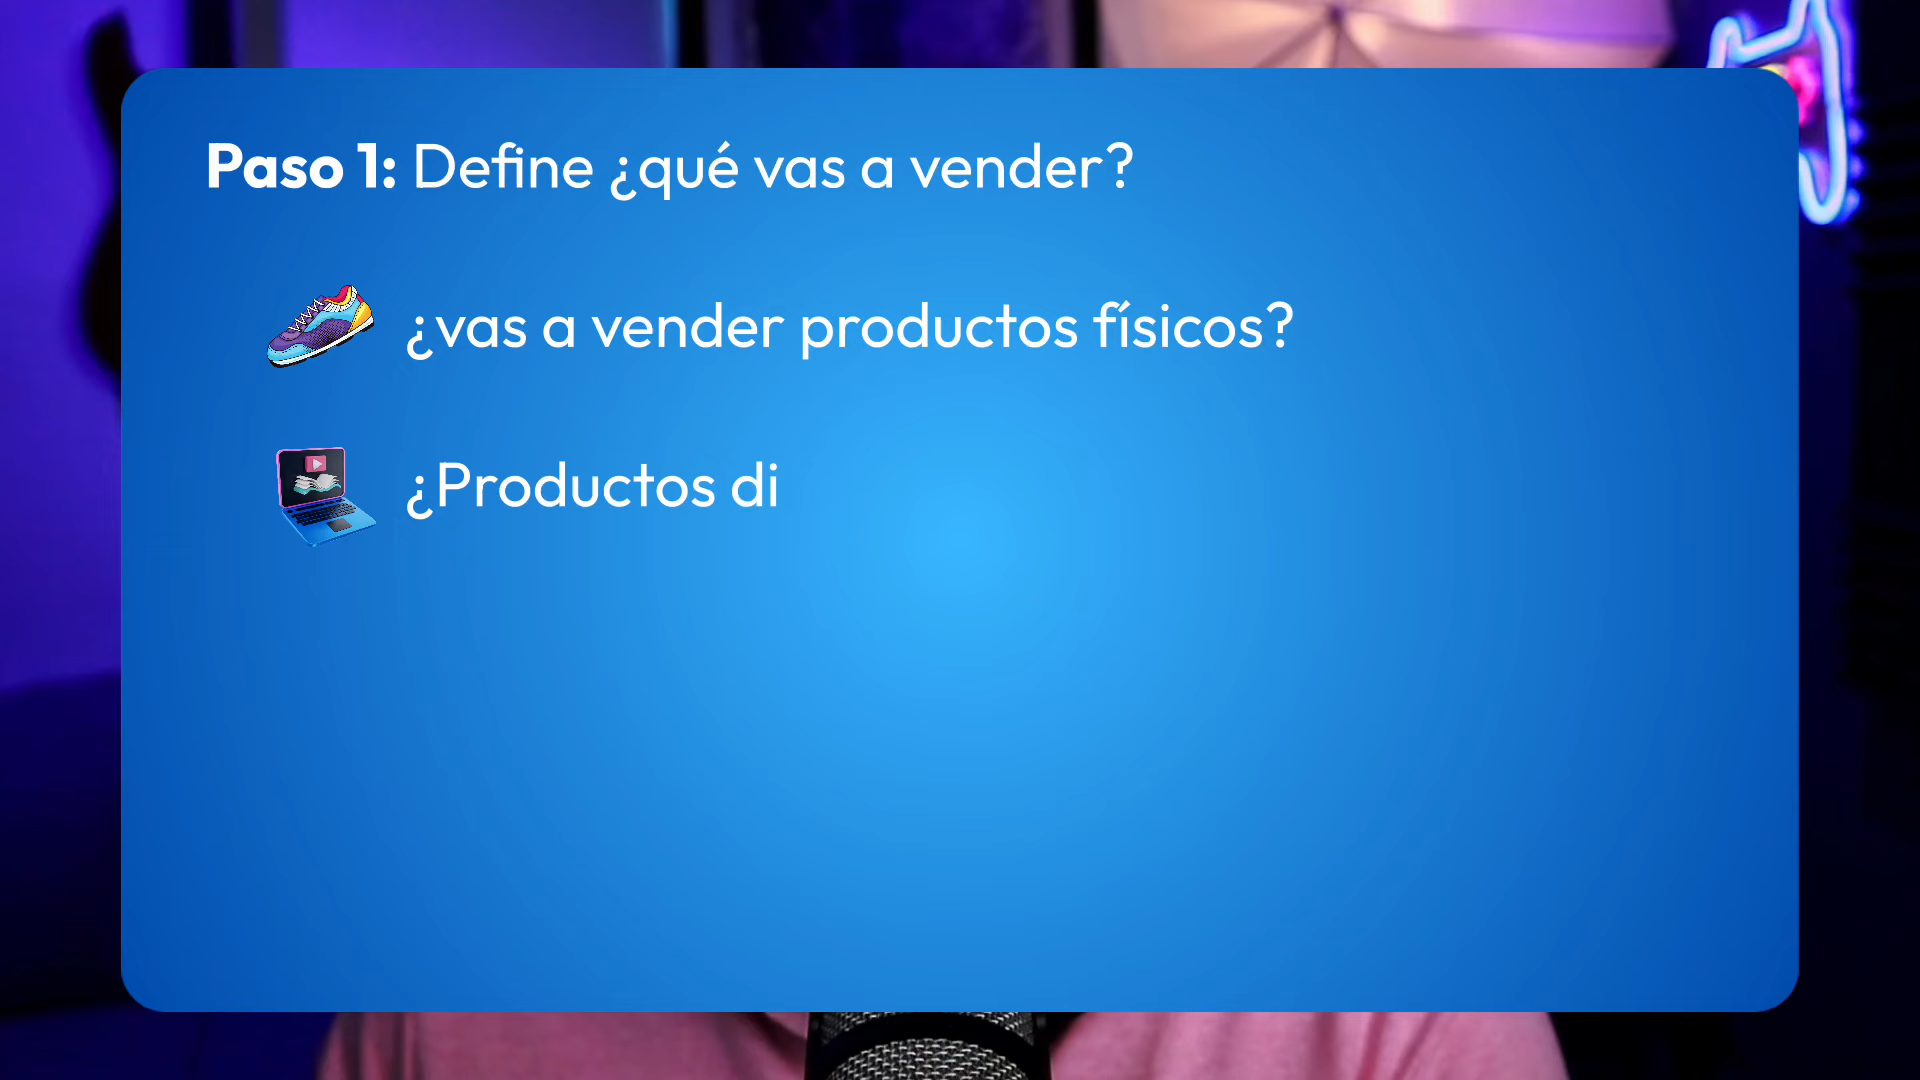 Paso 1: Define ¿qué vas a vender?
¿vas a vender productos físicos?
¿Productos di